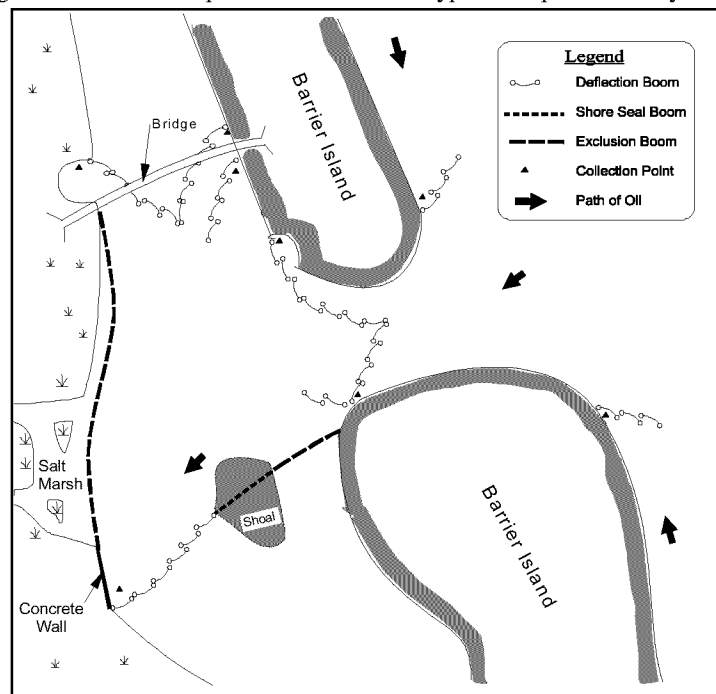 Barrier Island
Legend
Deflection Boom
Shore Seal Boom
Exclusion Boom
Collection Point
Path of Oil
Bridge
Salt
Marsh
Shoal
Barrier Island
Concrete
Wall